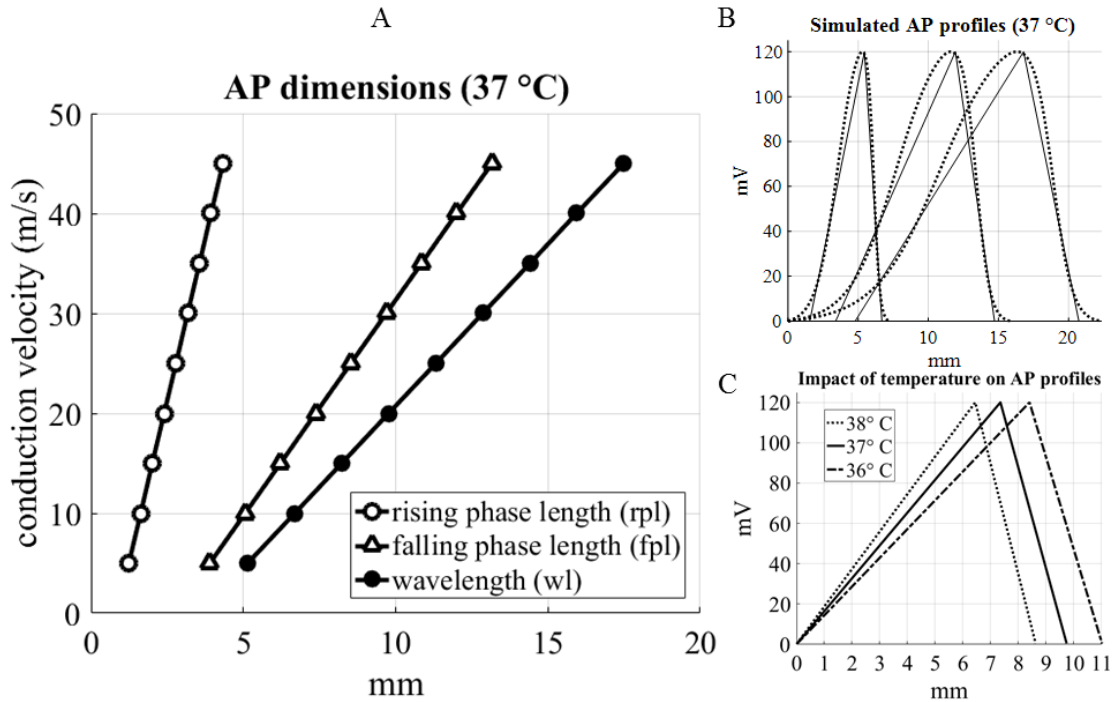 A
AP dimensions (37 °C)
conduction velocity (m/s)
50
40
30
20
10
0
rising phase length (rpl)
falling phase length (fpl)
wavelength (wl)
0 5 10 15 20
mm
B
Simulated AP profiles (37 °C)
mV
120
100
80
60
40
20
0
0 5 10 15 20
mm
C
Impact of temperature on AP profiles
mV
120
100
80
60
40
20
0
38° C
37° C
36° C
0 1 2 3 4 5 6 7 8 9 10 11
mm